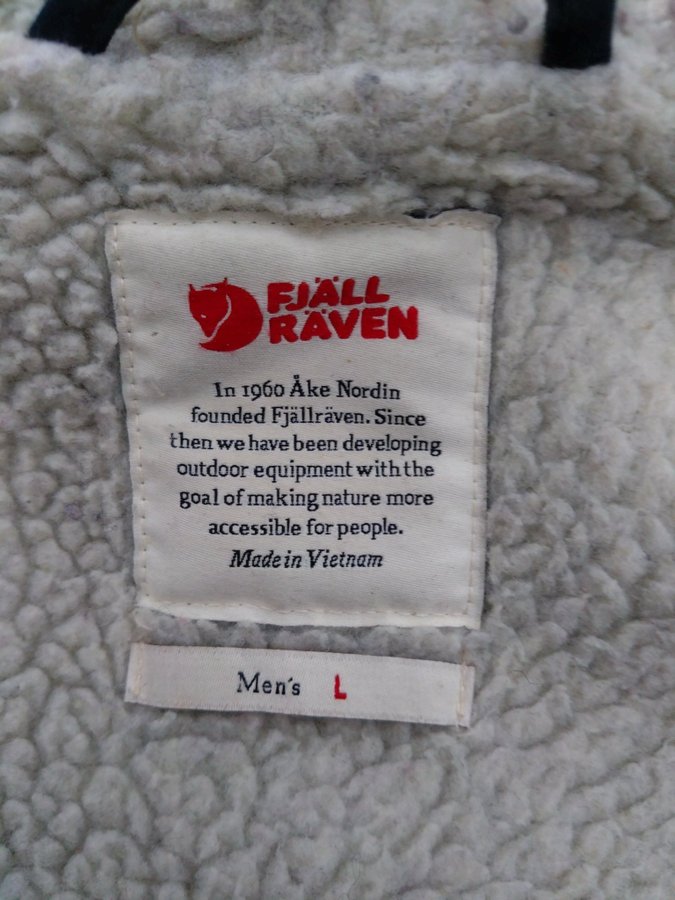 FJÄLL
RÄVEN
In 1960 Åke Nordin
founded Fjällräven. Since
then we have been developing
outdoor equipment with the
goal of making nature more
accessible for people.
Made in Vietnam
Men's L